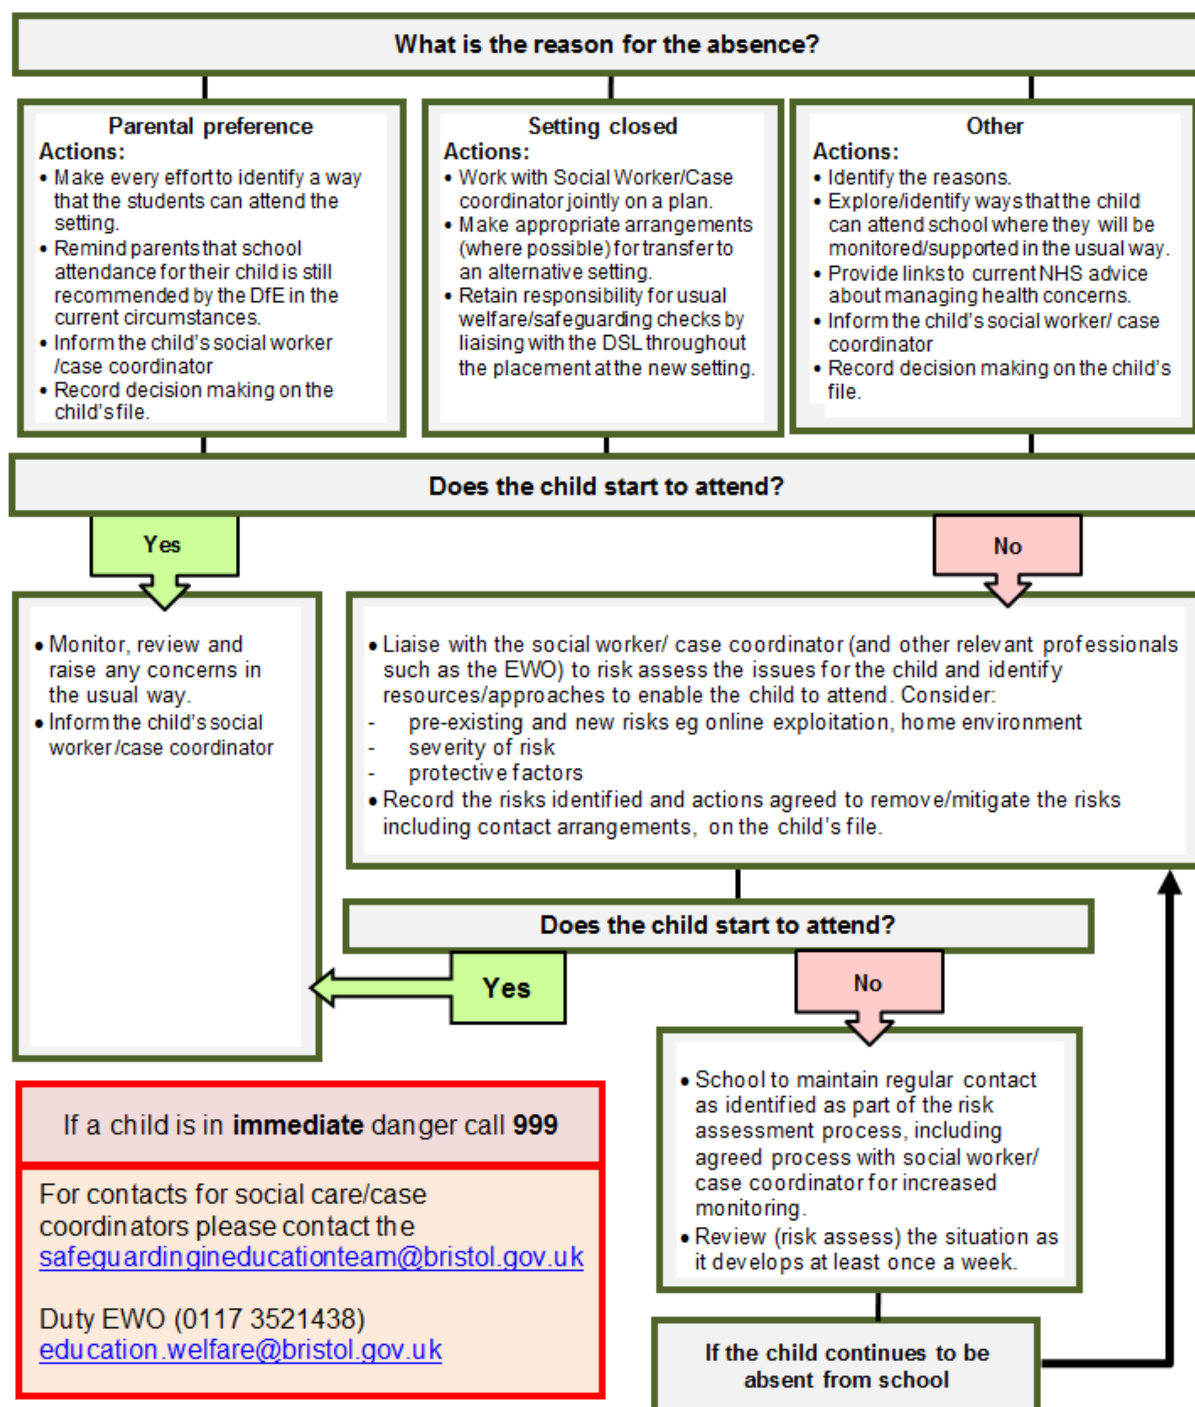 What is the reason for the absence?
Parental preference
Actions:
• Make every effort to identify a way
that the students can attend the
setting.
• Remind parents that school
attendance for their child is still
recommended by the DfE in the
current circumstances.
• Inform the child's social worker
/case coordinator
• Record decision making on the
child's file.
Setting closed
Actions:
• Work with Social Worker/Case
coordinator jointly on a plan.
• Make appropriate arrangements
(where possible) for transfer to
an alternative setting.
• Retain responsibility for usual
welfare/safeguarding checks by
liaising with the DSL throughout
the placement at the new setting.
Other
Actions:
• Identify the reasons.
• Explore/identify ways that the child
can attend school where they will be
monitored/supported in the usual way.
• Provide links to current NHS advice
about managing health concerns.
• Inform the child's social worker/ case
coordinator
• Record decision making on the child's
file.
Does the child start to attend?
Yes
No
• Monitor, review and
raise any concerns in
the usual way.
• Inform the child's social
worker/case coordinator
• Liaise with the social worker/ case coordinator (and other relevant professionals
such as the EWO) to risk assess the issues for the child and identify
resources/approaches to enable the child to attend. Consider:
- pre-existing and new risks eg online exploitation, home environment
- severity of risk
- protective factors
• Record the risks identified and actions agreed to remove/mitigate the risks
including contact arrangements, on the child's file.
Does the child start to attend?
Yes
No
• School to maintain regular contact
as identified as part of the risk
assessment process, including
agreed process with social worker/
case coordinator for increased
monitoring.
• Review (risk assess) the situation as
it develops at least once a week.
If the child continues to be
absent from school
If a child is in immediate danger call 999
For contacts for social care/case
coordinators please contact the
safeguardingineducationteam@bristol.gov.uk
Duty EWO (0117 3521438)
education.welfare@bristol.gov.uk